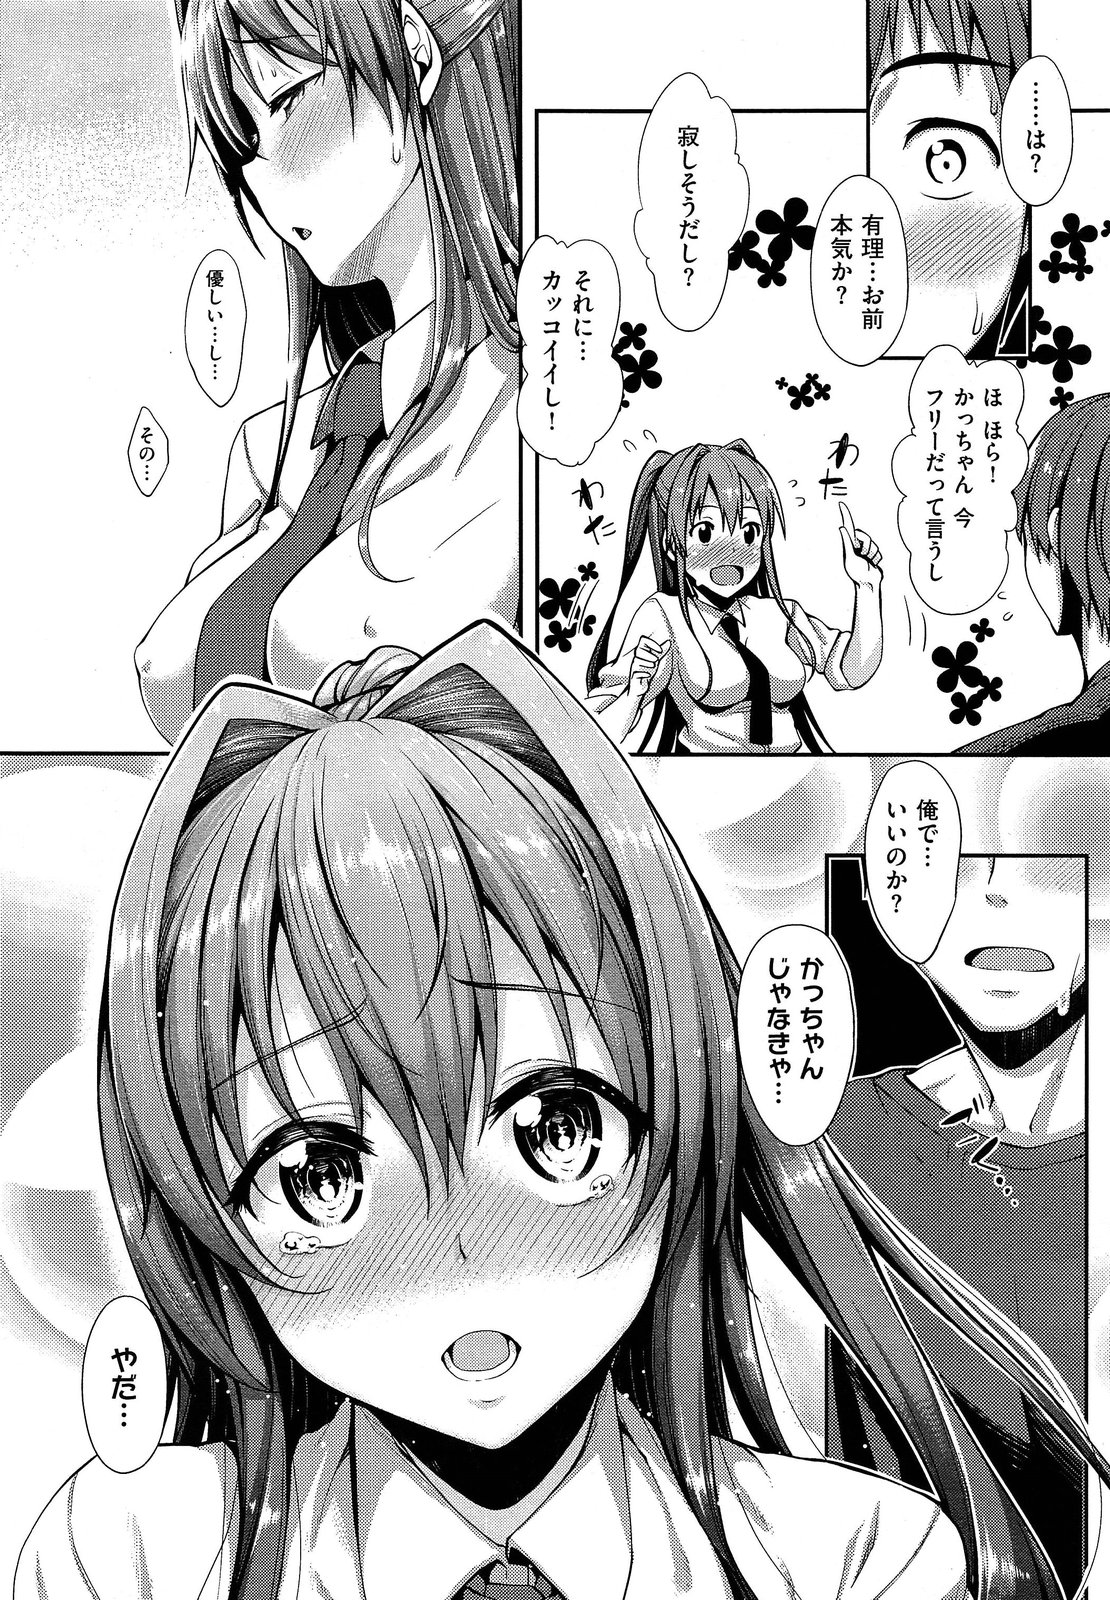 ……は?
有理…お前
本気か?
ほ ほら!
かっちゃん 今
フリーだって言うし
わたっ
寂しそうだし?
それに…
カッコイイし!
わた
優しい…し…
その…
俺で…
いいのか?
かっちゃん
じゃなきゃ…
やだ…